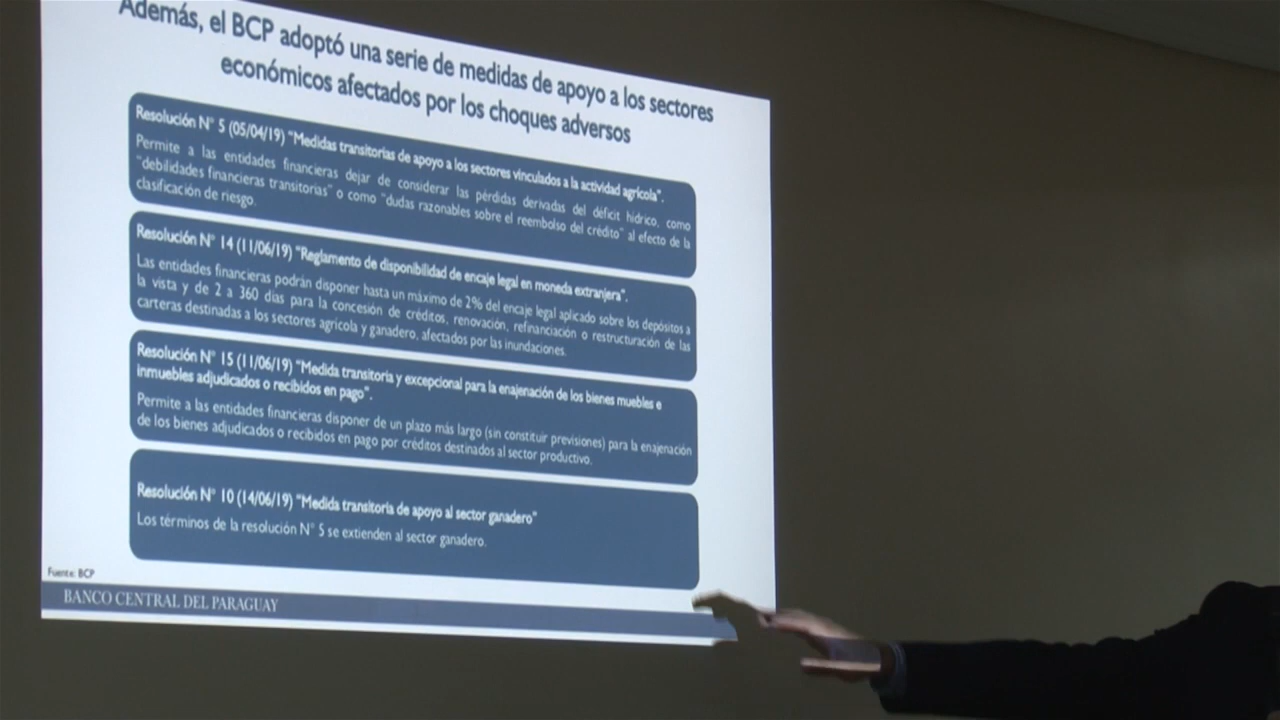 Además, el BCP adoptó una serie de medidas de apoyo a los sectores
económicos afectados por los choques adversos
Resolución N° 5 (05/04/19) "Medidas transitorias de apoyo a los sectores vinculados a la actividad agrícola".
Permite a las entidades financieras dejar de considerar las pérdidas derivadas del déficit hídrico, como
"debilidades financieras transitorias" o como "dudas razonables sobre el reembolso del crédito" al efecto de la
clasificación de riesgo.
Resolución N° 14 (11/06/19) "Reglamento de disponibilidad de encaje legal en moneda extranjera".
Las entidades financieras podrán disponer hasta un máximo de 2% del encaje legal aplicado sobre los depósitos a
la vista y de 2 a 360 días para la concesión de créditos, renovación, refinanciación o restructuración de las
carteras destinadas a los sectores agrícola y ganadero, afectados por las inundaciones.
Resolución N° 15 (11/06/19) "Medida transitoria y excepcional para la enajenación de los bienes muebles e
inmuebles adjudicados o recibidos en pago".
Permite a las entidades financieras disponer de un plazo más largo (sin constituir previsiones) para la enajenación
de los bienes adjudicados o recibidos en pago por créditos destinados al sector productivo.
Resolución N° 10 (14/06/19) "Medida transitoria de apoyo al sector ganadero"
Los términos de la resolución N° 5 se extienden al sector ganadero.
Fuente: BCP
BANCO CENTRAL DEL PARAGUAY